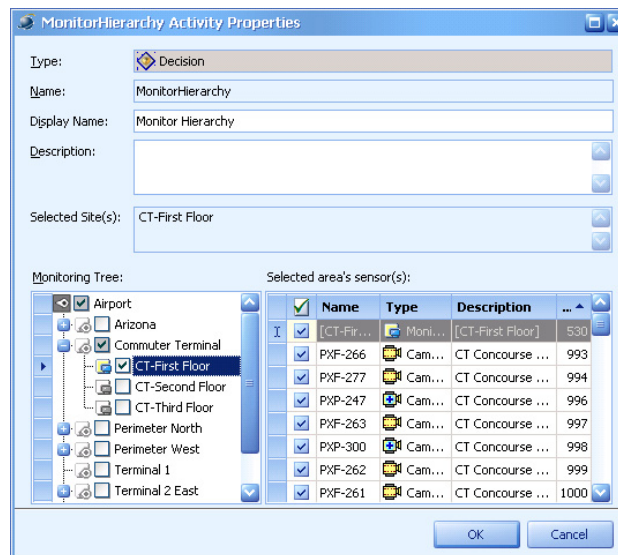 MonitorHierarchy Activity Properties
Type: Decision
Name: MonitorHierarchy
Display Name: Monitor Hierarchy
Description:
Selected Site(s): CT-First Floor
Monitoring Tree: Selected area's sensor(s):
Airport
Arizona
Commuter Terminal
CT-First Floor
CT-Second Floor
CT-Third Floor
Perimeter North
Perimeter West
Terminal 1
Terminal 2 East
Name Type Description ...
[CT-Fir... Moni... [CT-First Floor] 530
PXF-266 Cam... CT Concourse ... 993
PXF-277 Cam... CT Concourse ... 994
PXP-247 Cam... CT Concourse ... 996
PXF-263 Cam... CT Concourse ... 997
PXP-300 Cam... CT Concourse ... 998
PXF-262 Cam... CT Concourse ... 999
PXF-261 Cam... CT Concourse ... 1000
OK Cancel